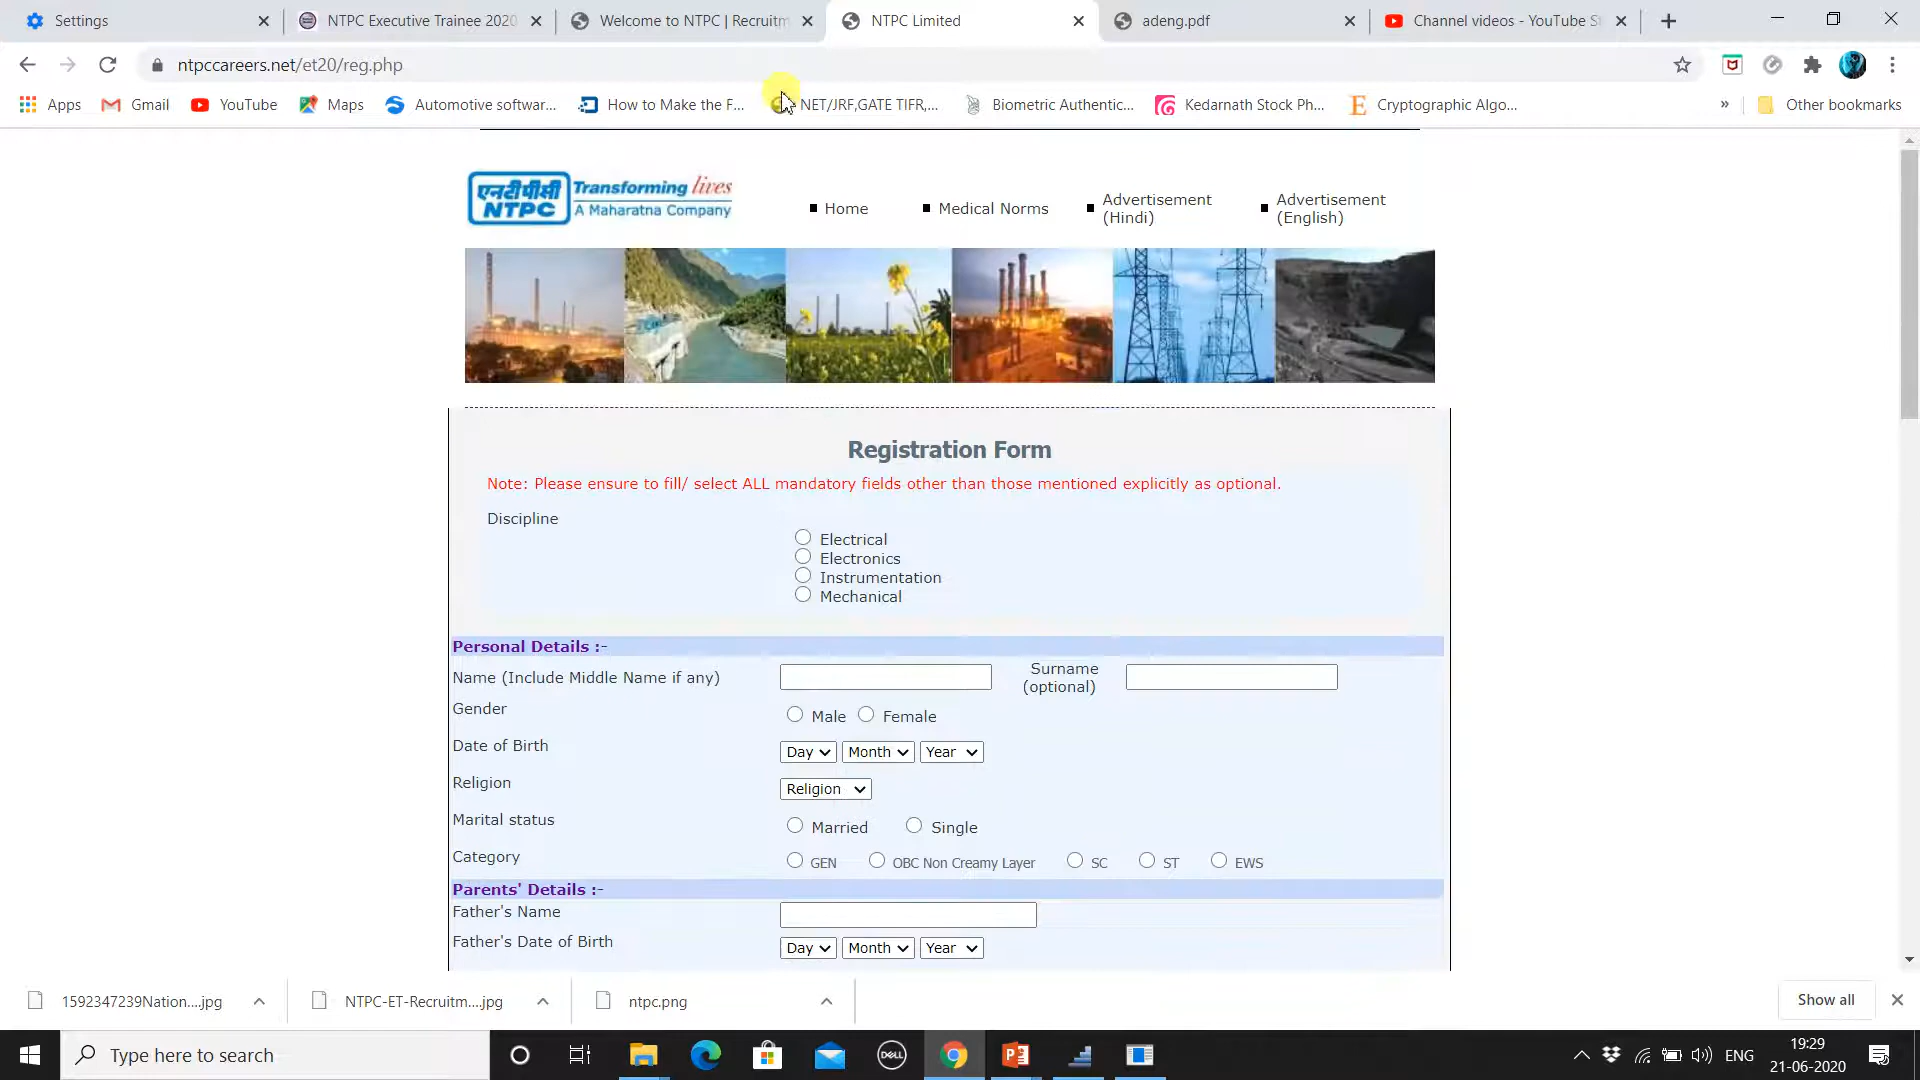 Settings
NTPC Executive Trainee 2020
Welcome to NTPC | Recruitm
NTPC Limited
adeng.pdf
Channel videos - YouTube St
ntpccareers.net/et20/reg.php
Apps
Gmail
YouTube
Maps
Automotive softwar...
How to Make the F...
NET/JRF,GATE TIFR,...
Biometric Authentic...
Kedarnath Stock Ph...
Cryptographic Algo...
»
Other bookmarks
एनटीपीसी
NTPC
Transforming lives
A Maharatna Company
Home
Medical Norms
Advertisement
(Hindi)
Advertisement
(English)
Registration Form
Note: Please ensure to fill/ select ALL mandatory fields other than those mentioned explicitly as optional.
Discipline
Electrical
Electronics
Instrumentation
Mechanical
Personal Details :-
Name (Include Middle Name if any)
Surname
(optional)
Gender
Male Female
Date of Birth
Day Month Year
Religion
Religion
Marital status
Married Single
Category
GEN OBC Non Creamy Layer SC ST EWS
Parents' Details :-
Father's Name
Father's Date of Birth
Day Month Year
1592347239Nation....jpg
NTPC-ET-Recruitm....jpg
ntpc.png
Show all
Type here to search
DELL
ENG
19:29
21-06-2020